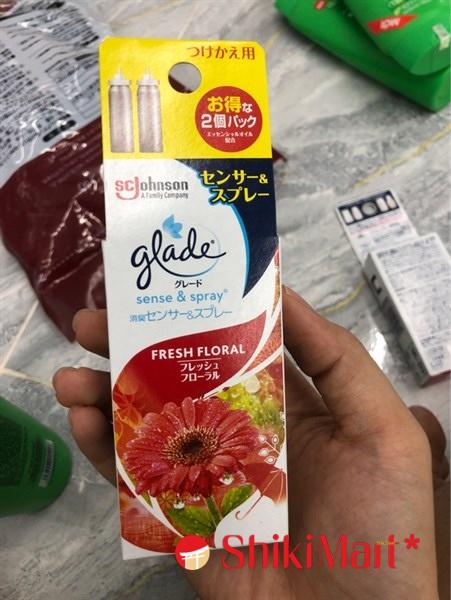 つけかえ用
お得な
2個パック
エッセンシャルオイル
配合
SC Johnson
A Family Company
センサー&
スプレー
glade®
グレード
sense & spray®
消臭センサー&スプレー
FRESH FLORAL
フレッシュ
フローラル
ShikiMart*